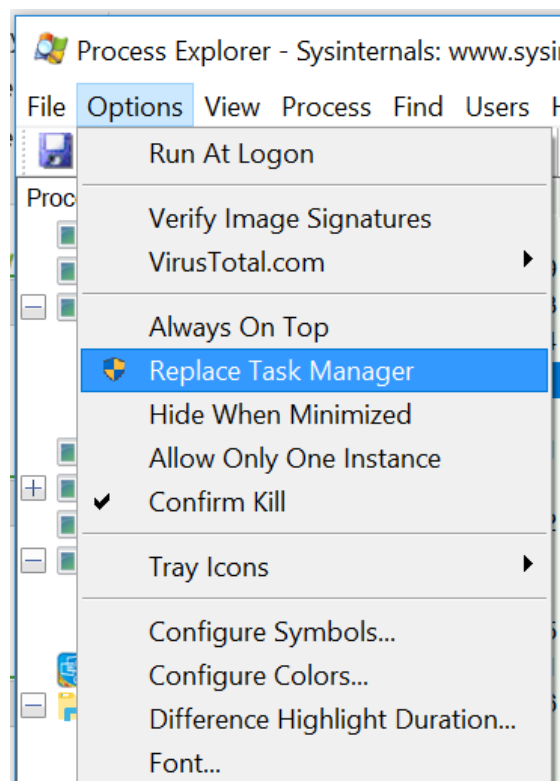 Process Explorer - Sysinternals: www.sysi
File Options View Process Find Users H
Run At Logon
Proc
Verify Image Signatures
VirusTotal.com
Always On Top
Replace Task Manager
Hide When Minimized
Allow Only One Instance
Confirm Kill
Tray Icons
Configure Symbols...
Configure Colors...
Difference Highlight Duration...
Font...